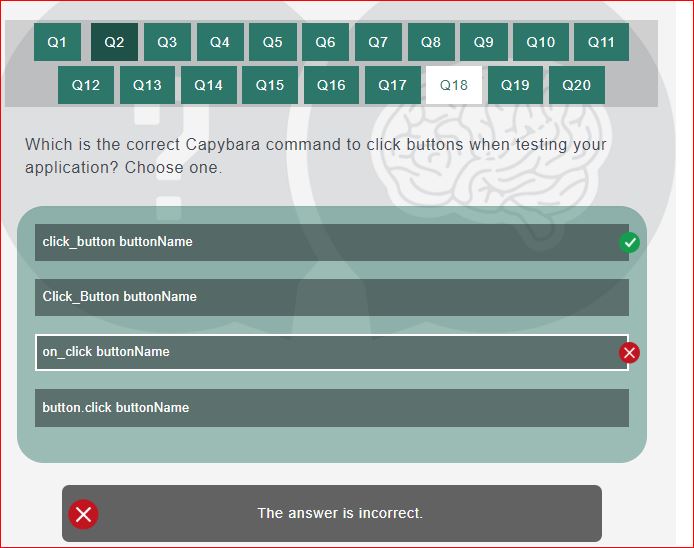 Q1 Q2 Q3 Q4 Q5 Q6 Q7 Q8 Q9 Q10 Q11
Q12 Q13 Q14 Q15 Q16 Q17 Q18 Q19 Q20
Which is the correct Capybara command to click buttons when testing your
application? Choose one.
click_button buttonName
Click_Button buttonName
on_click buttonName
button.click buttonName
The answer is incorrect.